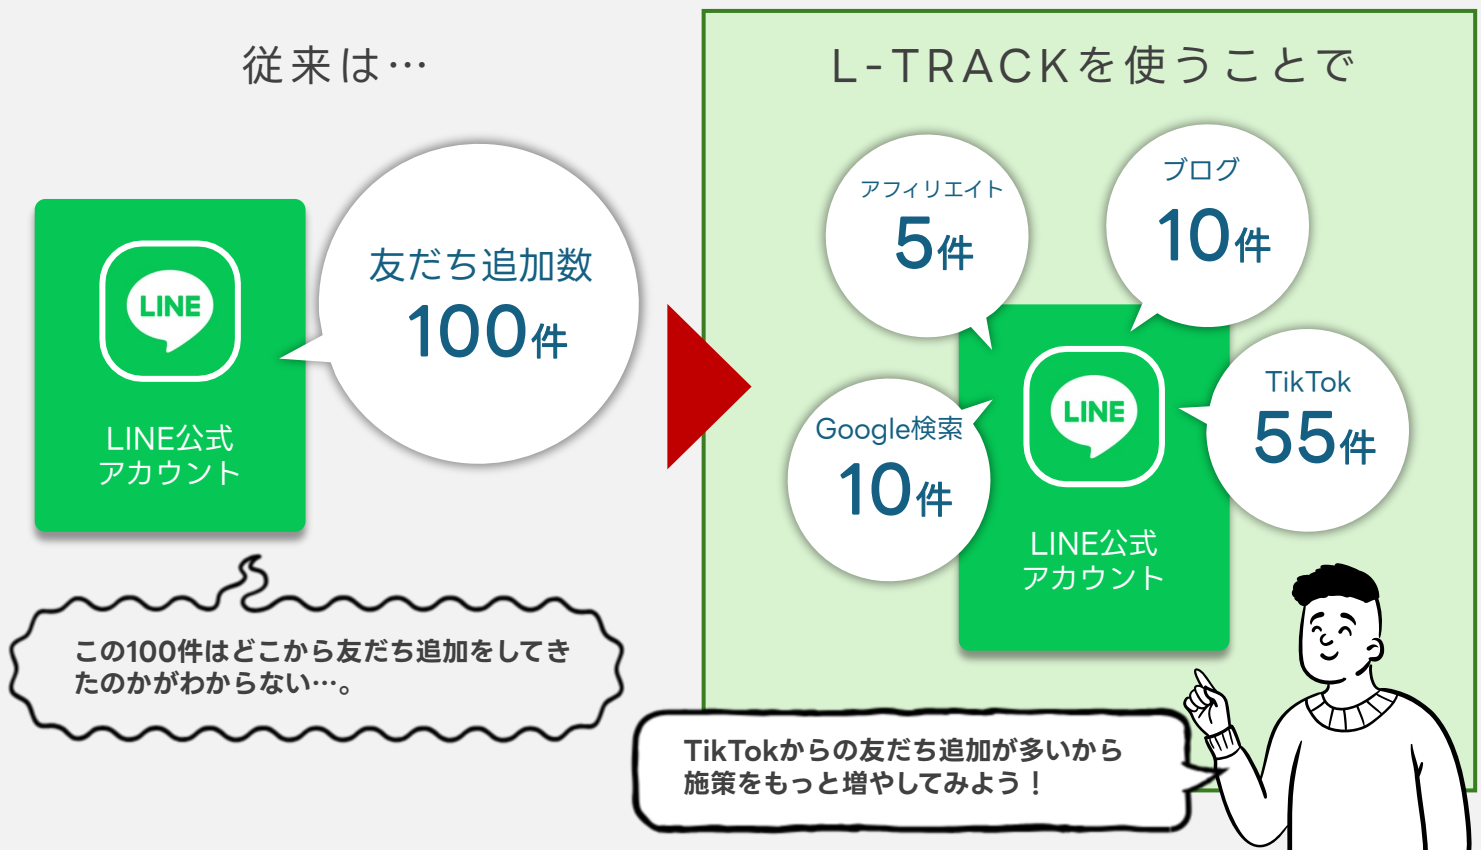 従来は…
LINE
LINE公式
アカウント
友だち追加数
100件
この100件はどこから友だち追加をしてき
たのかがわからない…。
L-TRACKを使うことで
アフィリエイト
5件
ブログ
10件
Google検索
10件
TikTok
55件
LINE
LINE公式
アカウント
TikTokからの友だち追加が多いから
施策をもっと増やしてみよう！